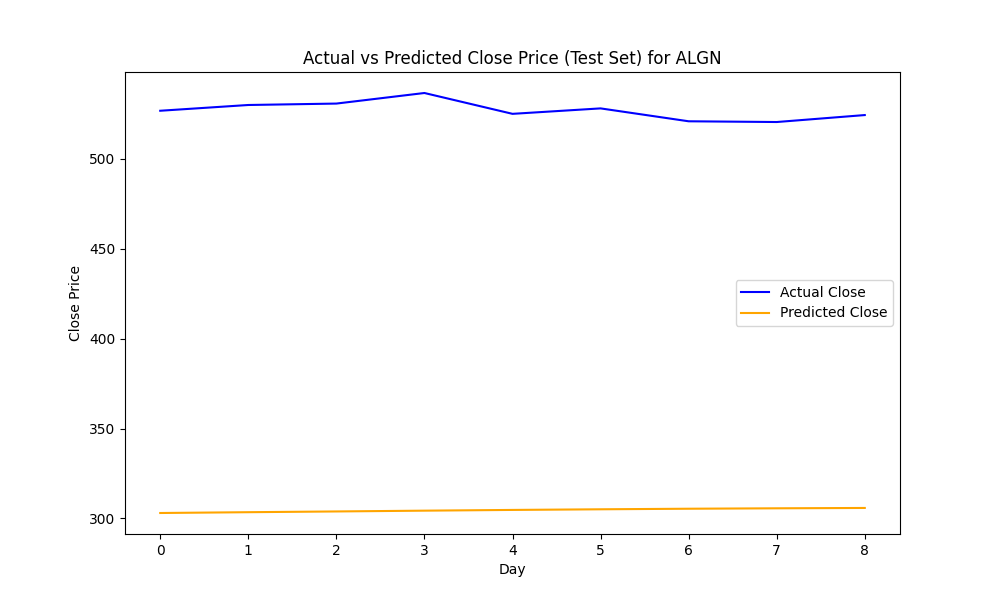 Actual vs Predicted Close Price (Test Set) for ALGN
500
450
400
350
300
Close Price
Actual Close
Predicted Close
0 1 2 3 4 5 6 7 8
Day